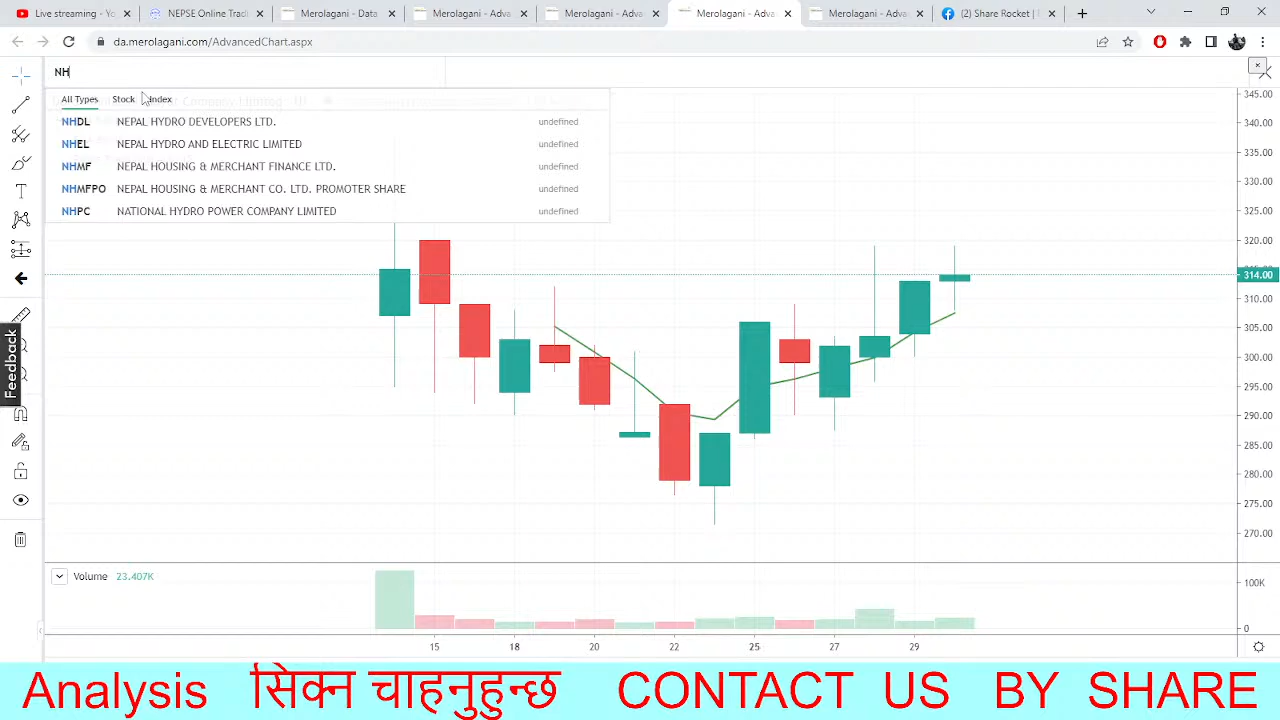 Live streaming - Yo
NEPSE Online Tradi
Merolagani - Data
Merolagani - Adva
Merolagani - Adva
Merolagani - Adva
Merolagani - Adva
(2) Share Rocket | F
da.merolagani.com/AdvancedChart.aspx
NH
All Types Stock Index
NHDL NEPAL HYDRO DEVELOPERS LTD. undefined
NHEL NEPAL HYDRO AND ELECTRIC LIMITED undefined
NHMF NEPAL HOUSING & MERCHANT FINANCE LTD. undefined
NHMFPO NEPAL HOUSING & MERCHANT CO. LTD. PROMOTER SHARE undefined
NHPC NATIONAL HYDRO POWER COMPANY LIMITED undefined
345.00
340.00
335.00
330.00
325.00
320.00
314.00
310.00
305.00
300.00
295.00
290.00
285.00
280.00
275.00
270.00
Feedback
Volume 23.407K
100K
0
15 18 20 22 25 27 29
Analysis सिक्न चाहनुहुन्छ CONTACT US BY SHARE